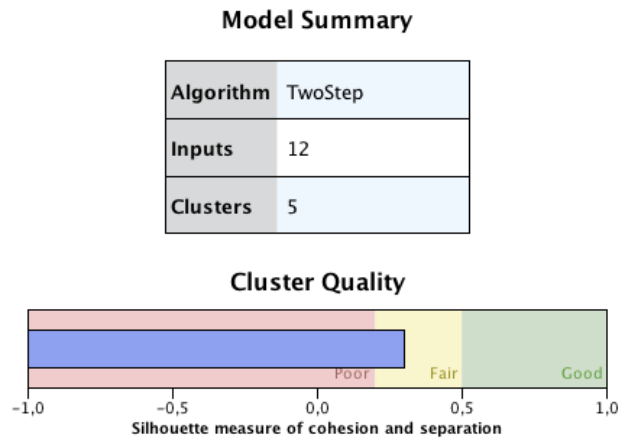 Model Summary
Algorithm TwoStep
Inputs 12
Clusters 5
Cluster Quality
Poor Fair Good
-1,0 -0,5 0,0 0,5 1,0
Silhouette measure of cohesion and separation